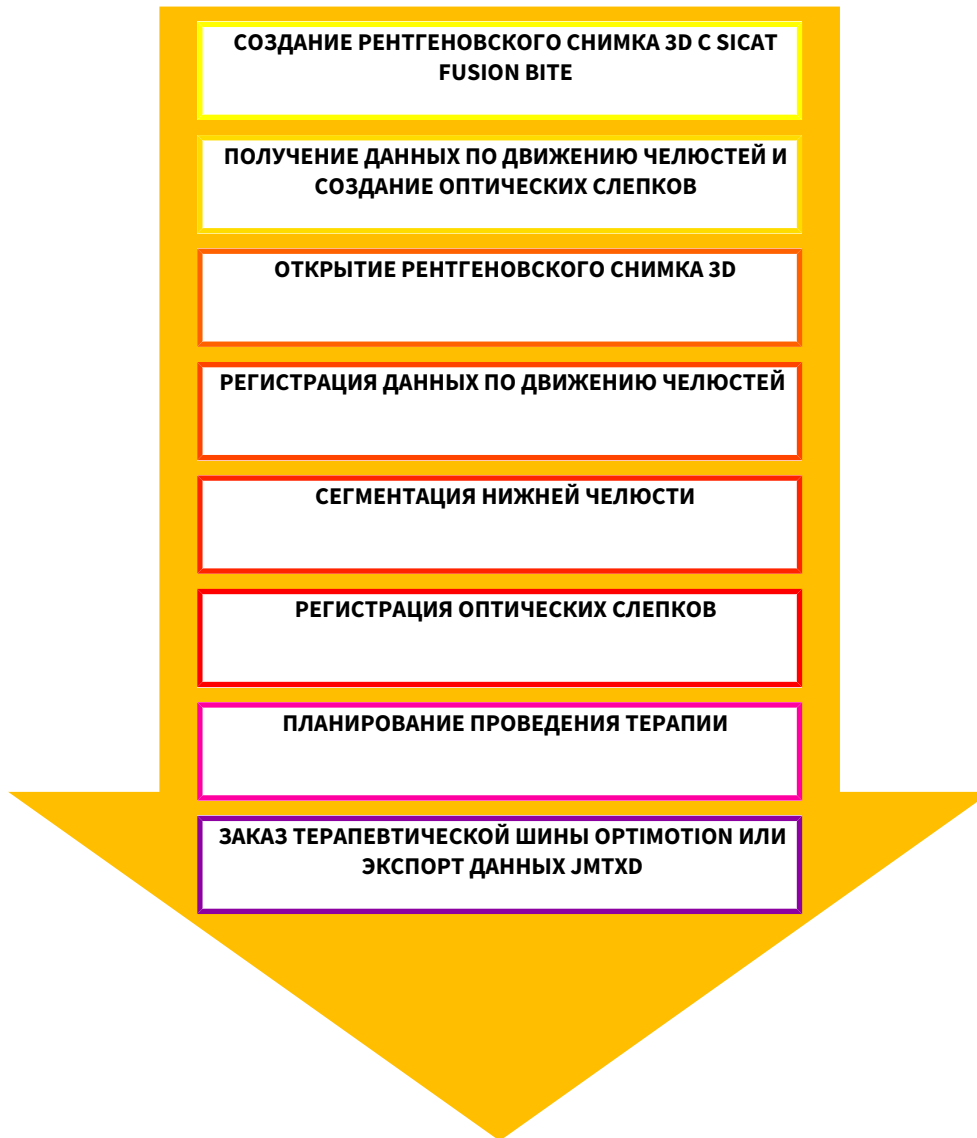 СОЗДАНИЕ РЕНТГЕНОВСКОГО СНИМКА 3D С SICAT
FUSION BITE
ПОЛУЧЕНИЕ ДАННЫХ ПО ДВИЖЕНИЮ ЧЕЛЮСТЕЙ И
СОЗДАНИЕ ОПТИЧЕСКИХ СЛЕПКОВ
ОТКРЫТИЕ РЕНТГЕНОВСКОГО СНИМКА 3D
РЕГИСТРАЦИЯ ДАННЫХ ПО ДВИЖЕНИЮ ЧЕЛЮСТЕЙ
СЕГМЕНТАЦИЯ НИЖНЕЙ ЧЕЛЮСТИ
РЕГИСТРАЦИЯ ОПТИЧЕСКИХ СЛЕПКОВ
ПЛАНИРОВАНИЕ ПРОВЕДЕНИЯ ТЕРАПИИ
ЗАКАЗ ТЕРАПЕВТИЧЕСКОЙ ШИНЫ OPTIMOTION ИЛИ
ЭКСПОРТ ДАННЫХ JMTXD